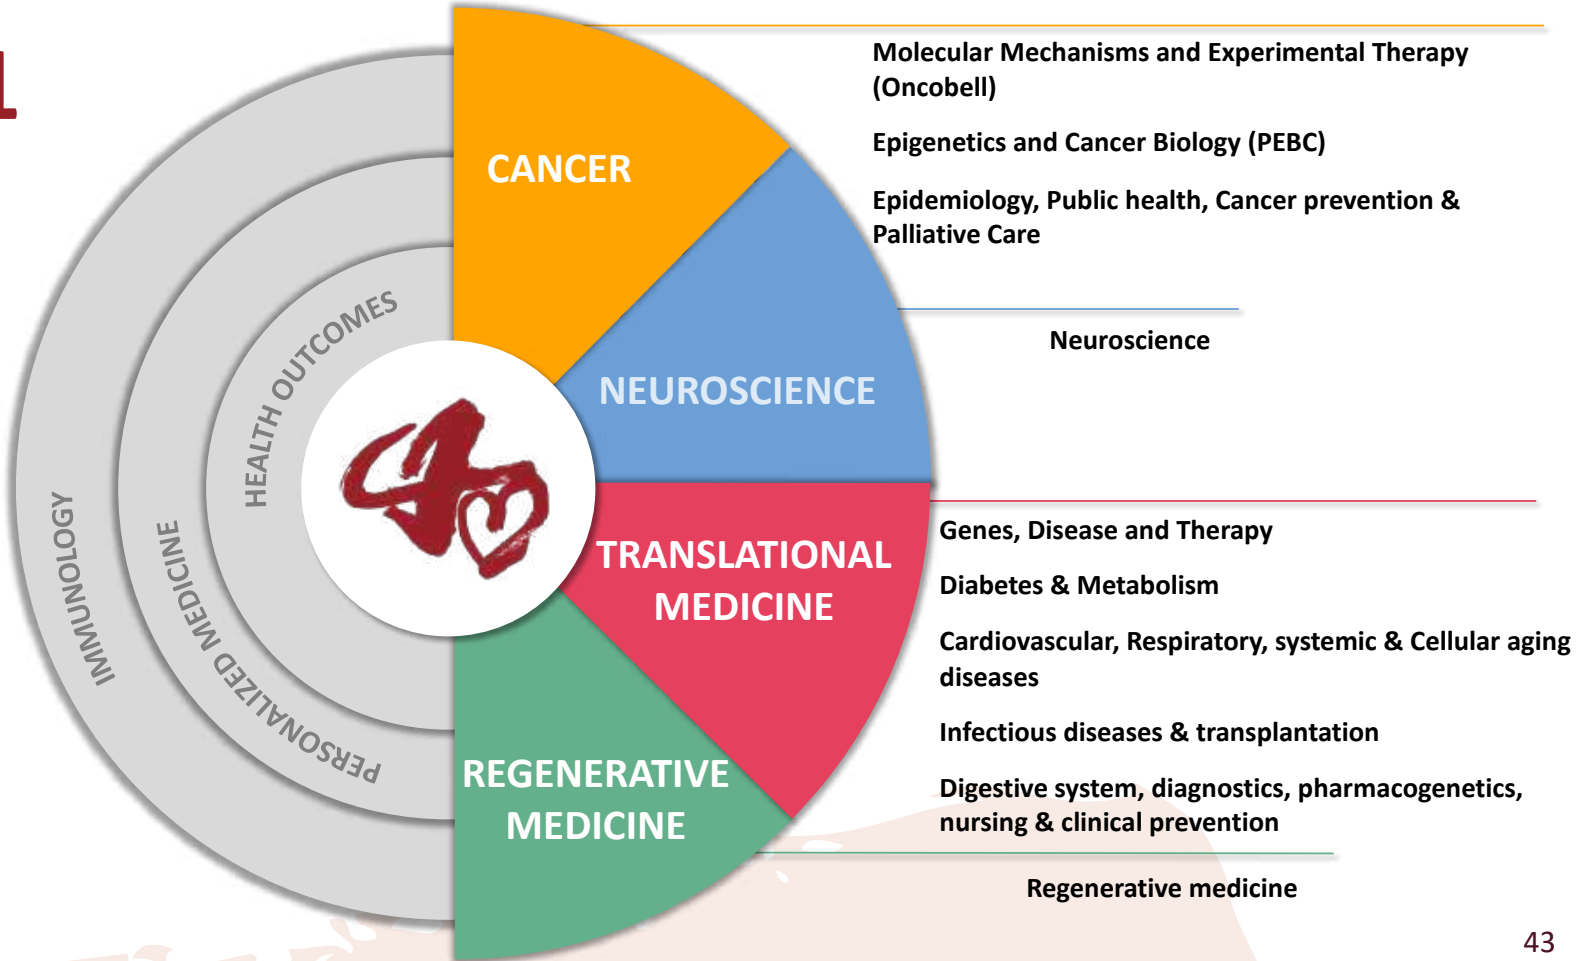 Molecular Mechanisms and Experimental Therapy
(Oncobell)
CANCER
Epigenetics and Cancer Biology (PEBC)
Epidemiology, Public health, Cancer prevention &
Palliative Care
HEALTH OUTCOMES
Neuroscience
NEUROSCIENCE
IMMUNOLOGY
PERSONALIZED MEDICINE
TRANSLATIONAL
MEDICINE
Genes, Disease and Therapy
Diabetes & Metabolism
Cardiovascular, Respiratory, systemic & Cellular aging
diseases
Infectious diseases & transplantation
REGENERATIVE
MEDICINE
Digestive system, diagnostics, pharmacogenetics,
nursing & clinical prevention
Regenerative medicine
43